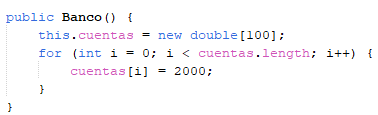 public Banco() {
    this.cuentas = new double[100];
    for (int i = 0; i < cuentas.length; i++) {
        cuentas[i] = 2000;
    }
}